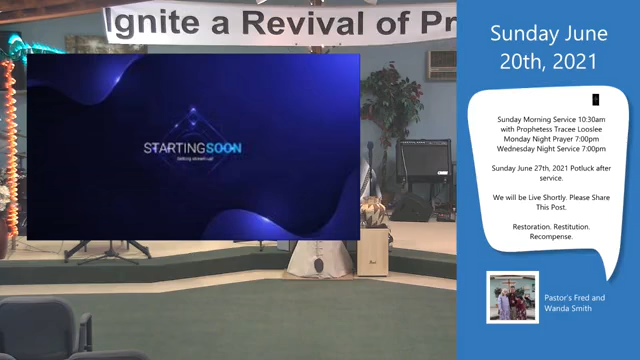 Ignite a Revival of Pr
STARTINGSOON
Sunday June
20th, 2021
Sunday Morning Service 10:30am
with Prophetess Tracee Looslee
Monday Night Prayer 7:00pm
Wednesday Night Service 7:00pm
Sunday June 27th, 2021 Potluck after
service.
We will be Live Shortly. Please Share
This Post.
Restoration. Restitution.
Recompense.
Pastor's Fred and
Wanda Smith